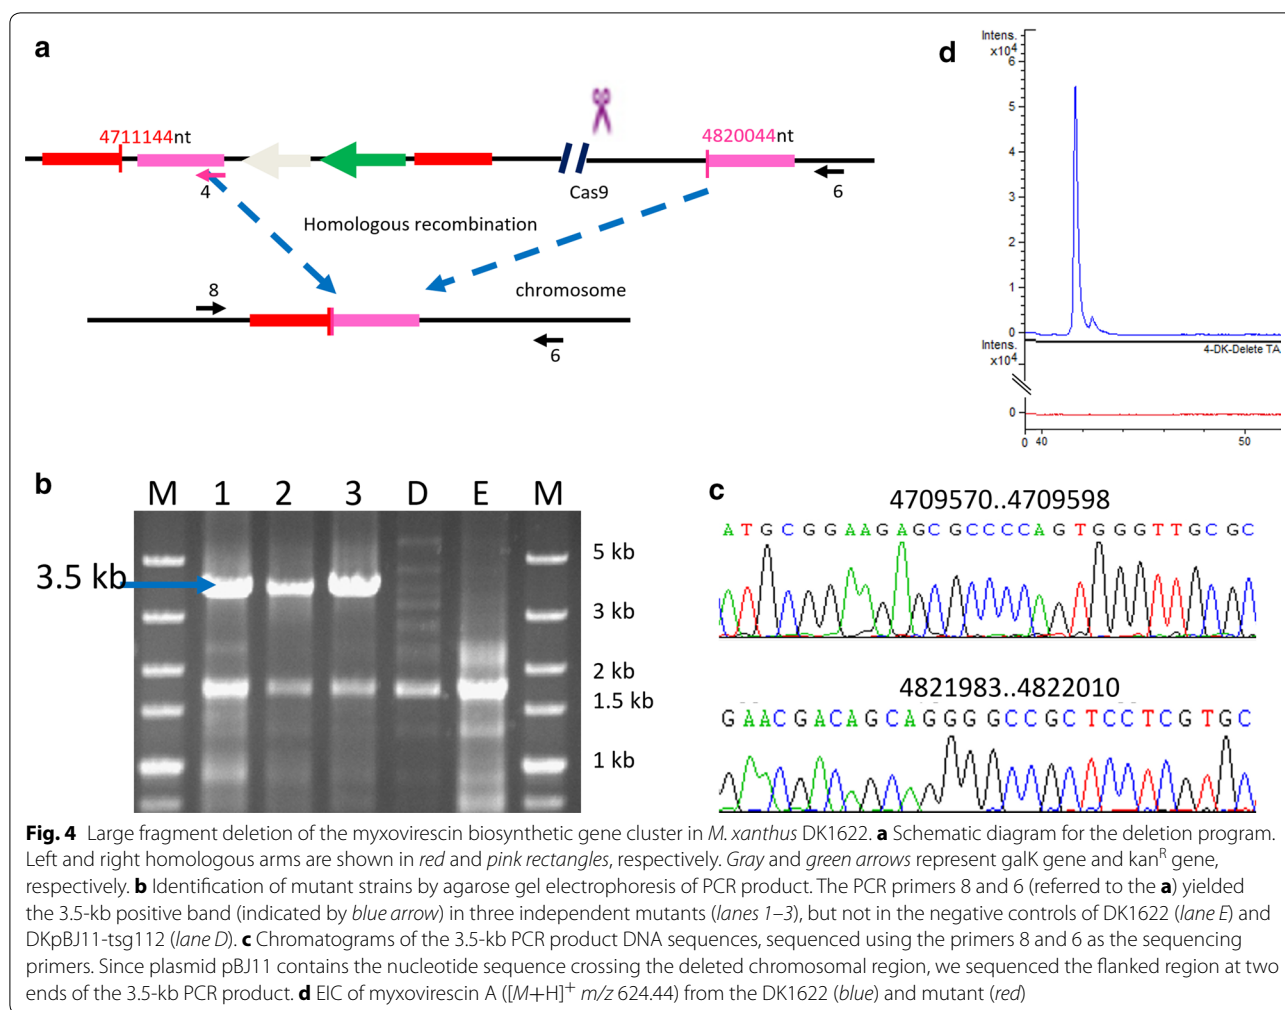 a
4711144nt
4820044nt
4
Cas9
6
Homologous recombination
8
chromosome
6
d
Intens.
x10⁴
6
5
4
3
2
1
0
Intens.
x10⁴
4-DK-Delete TA
0
0 40 50
b
M 1 2 3 D E M
5 kb
3.5 kb
3 kb
2 kb
1.5 kb
1 kb
c
4709570..4709598
A T G C G G A A G A G C G C C C C A G T G G G T T G C G C
4821983..4822010
G A A C G A C A G C A G G G G C C G C T C C T C G T G C
Fig. 4 Large fragment deletion of the myxovirescin biosynthetic gene cluster in M. xanthus DK1622. a Schematic diagram for the deletion program.
Left and right homologous arms are shown in red and pink rectangles, respectively. Gray and green arrows represent galK gene and kanᴿ gene,
respectively. b Identification of mutant strains by agarose gel electrophoresis of PCR product. The PCR primers 8 and 6 (referred to the a) yielded
the 3.5-kb positive band (indicated by blue arrow) in three independent mutants (lanes 1–3), but not in the negative controls of DK1622 (lane E) and
DKpBJ11-tsg112 (lane D). c Chromatograms of the 3.5-kb PCR product DNA sequences, sequenced using the primers 8 and 6 as the sequencing
primers. Since plasmid pBJ11 contains the nucleotide sequence crossing the deleted chromosomal region, we sequenced the flanked region at two
ends of the 3.5-kb PCR product. d EIC of myxovirescin A ([M+H]⁺ m/z 624.44) from the DK1622 (blue) and mutant (red)